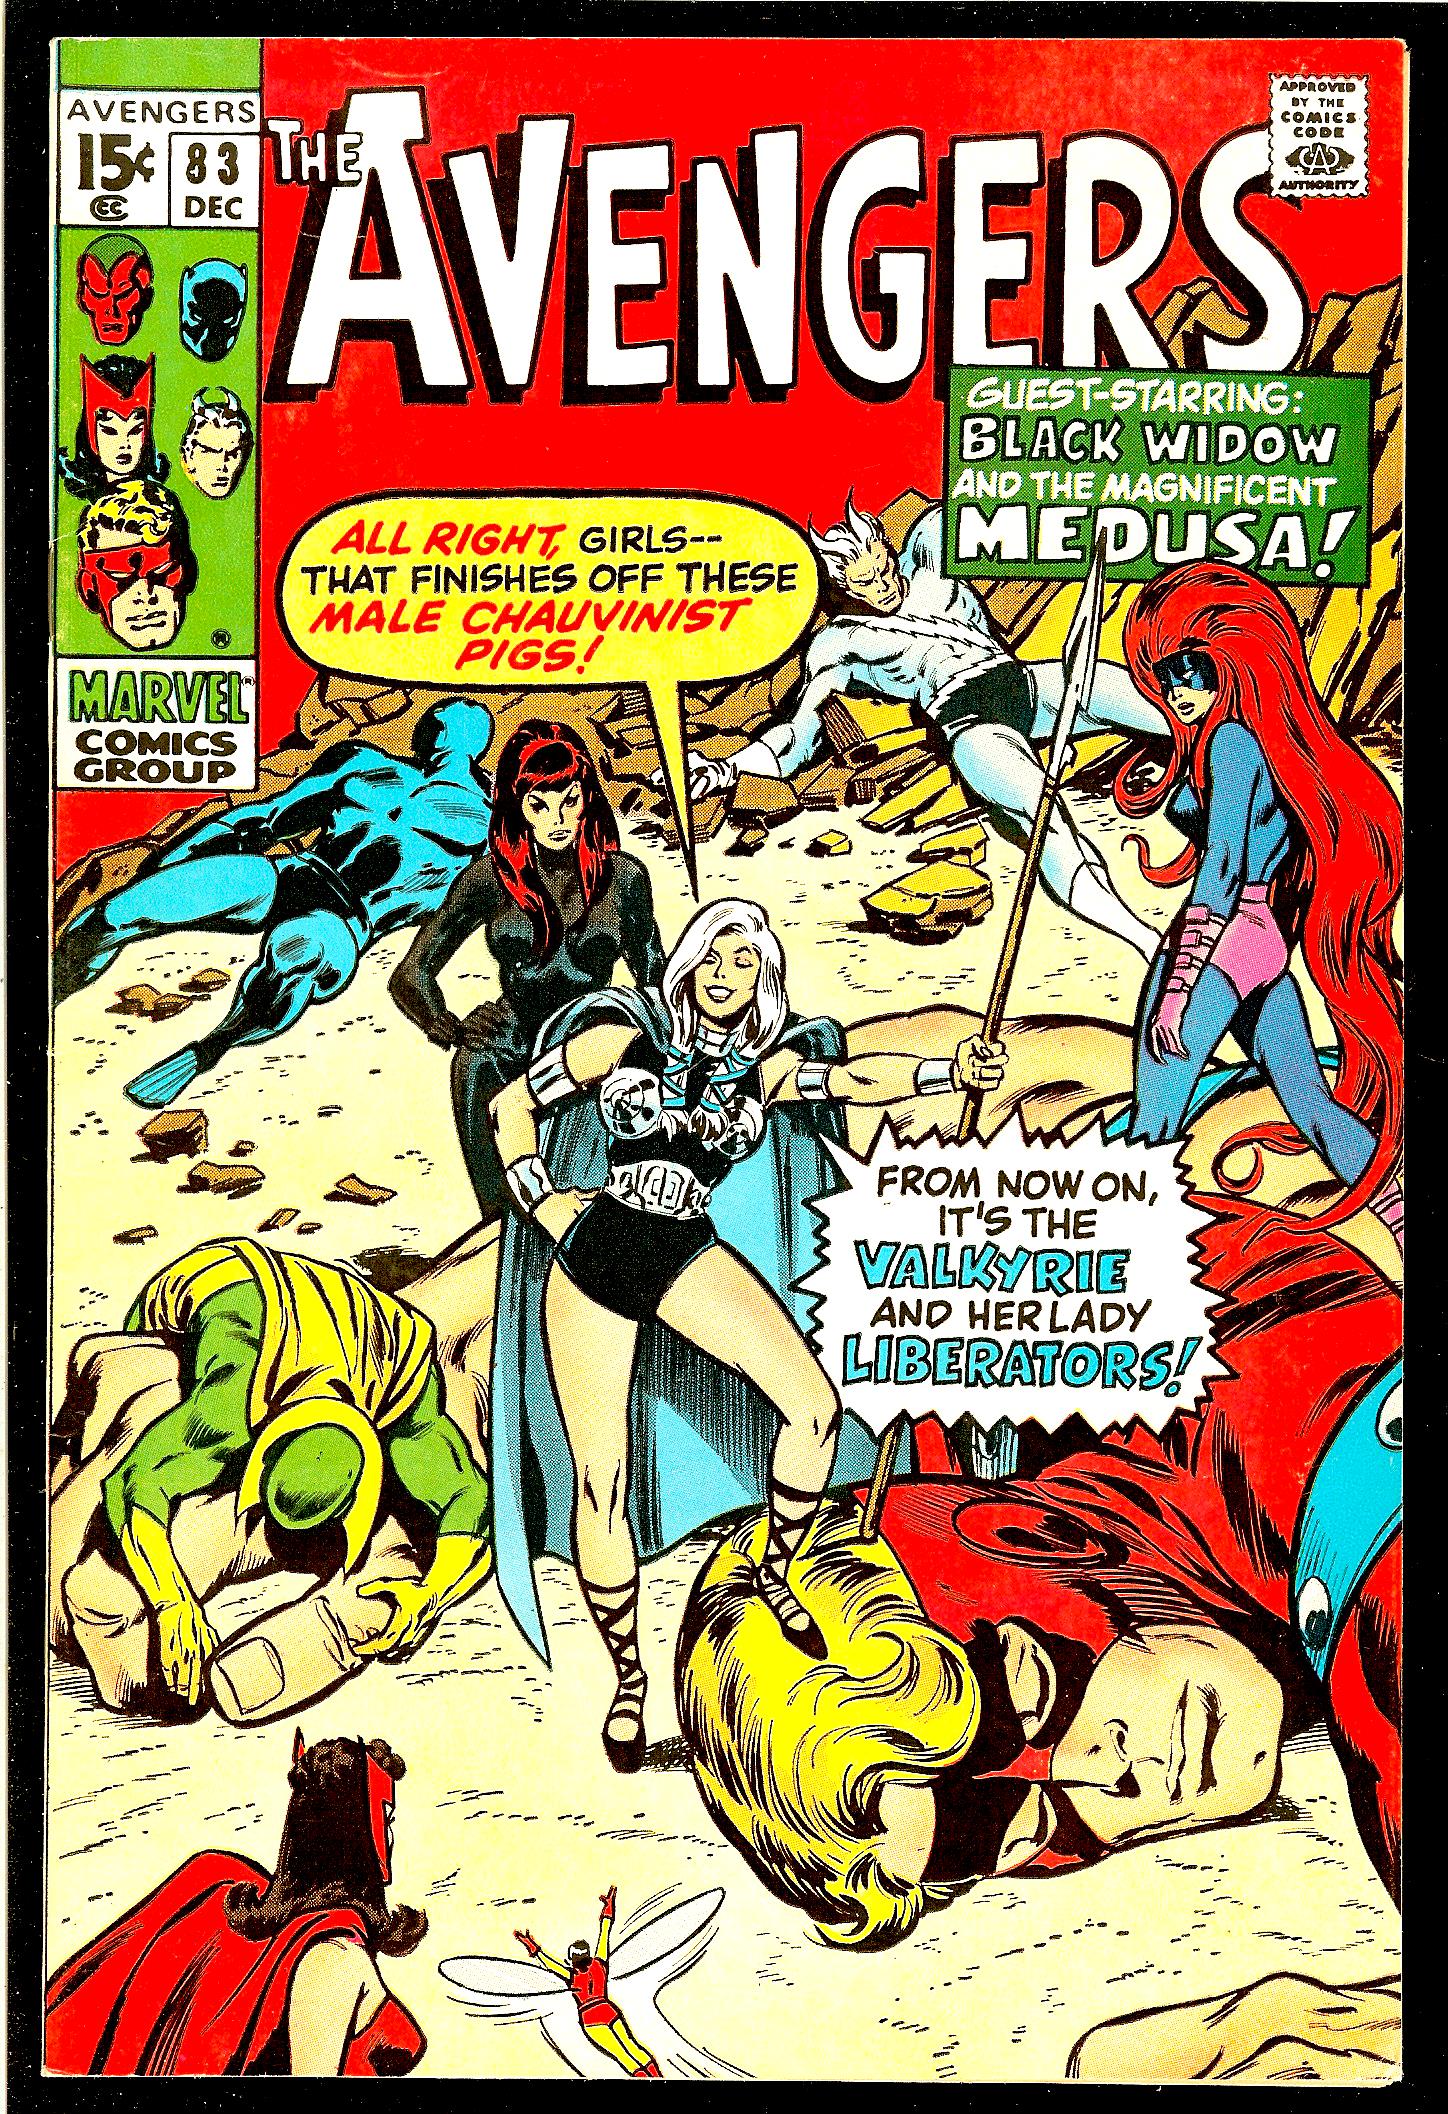 AVENGERS
15¢
CC
83
DEC
MARVEL®
COMICS
GROUP
THE
AVENGERS
APPROVED
BY THE
COMICS
CODE
CA
AUTHORITY
GUEST-STARRING:
BLACK WIDOW
AND THE MAGNIFICENT
MEDUSA!
ALL RIGHT, GIRLS--
THAT FINISHES OFF THESE
MALE CHAUVINIST
PIGS!
FROM NOW ON,
IT'S THE
VALKYRIE
AND HER LADY
LIBERATORS!